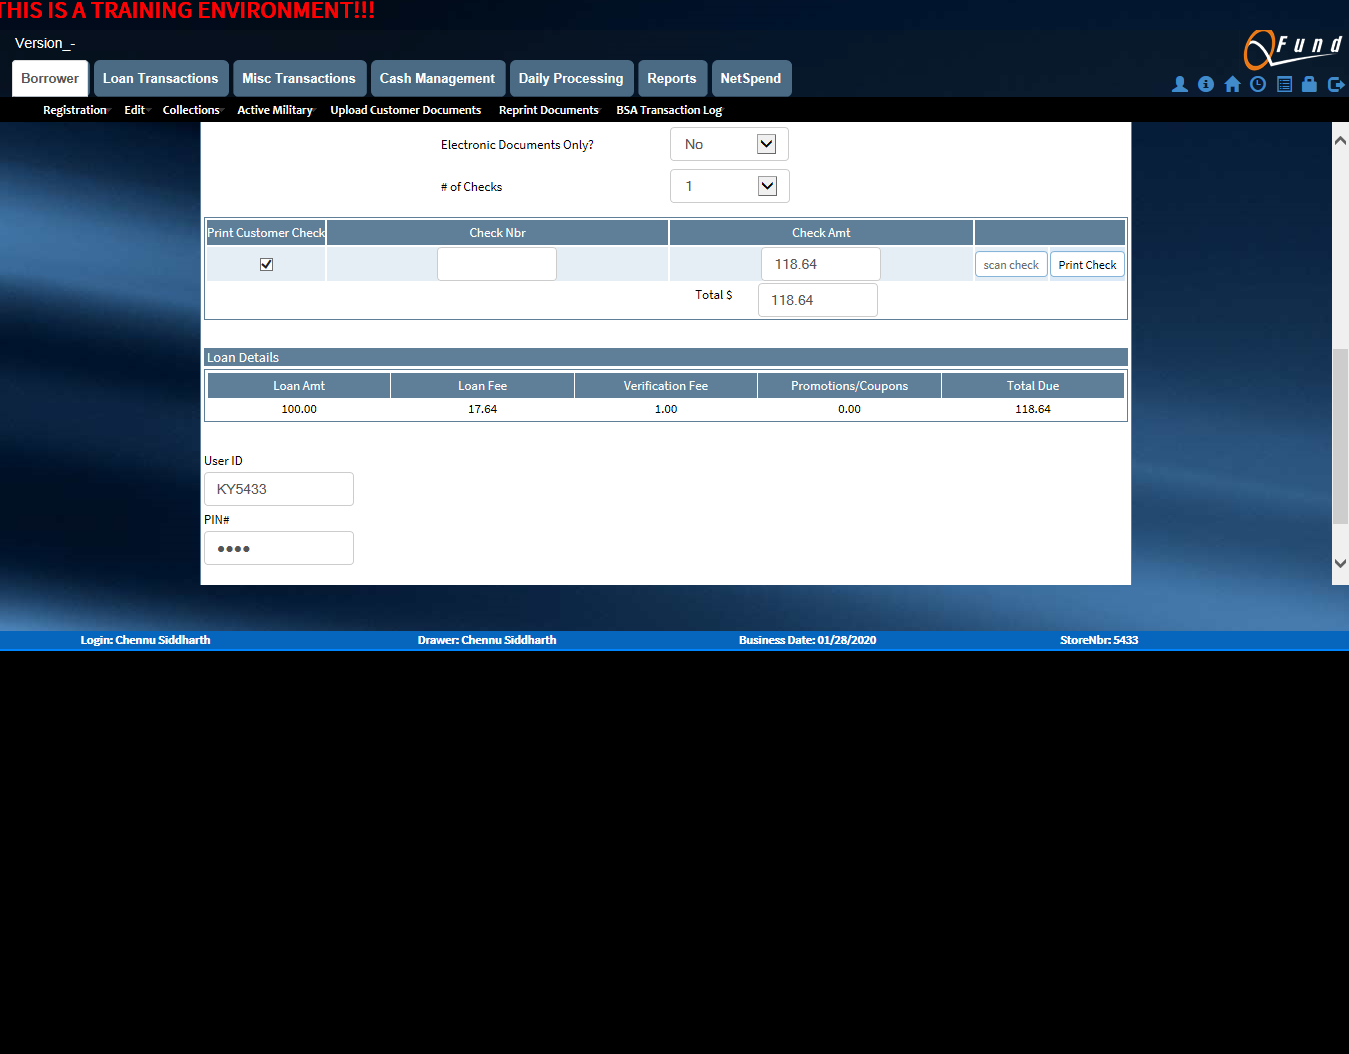 THIS IS A TRAINING ENVIRONMENT!!!
Version_-
Fund
Borrower Loan Transactions Misc Transactions Cash Management Daily Processing Reports NetSpend
Registration Edit Collections Active Military Upload Customer Documents Reprint Documents BSA Transaction Log
Electronic Documents Only? No
# of Checks 1
Print Customer Check Check Nbr Check Amt
118.64 scan check Print Check
Total $ 118.64
Loan Details
Loan Amt Loan Fee Verification Fee Promotions/Coupons Total Due
100.00 17.64 1.00 0.00 118.64
User ID
KY5433
PIN#
●●●●
Login: Chennu Siddharth Drawer: Chennu Siddharth Business Date: 01/28/2020 StoreNbr: 5433